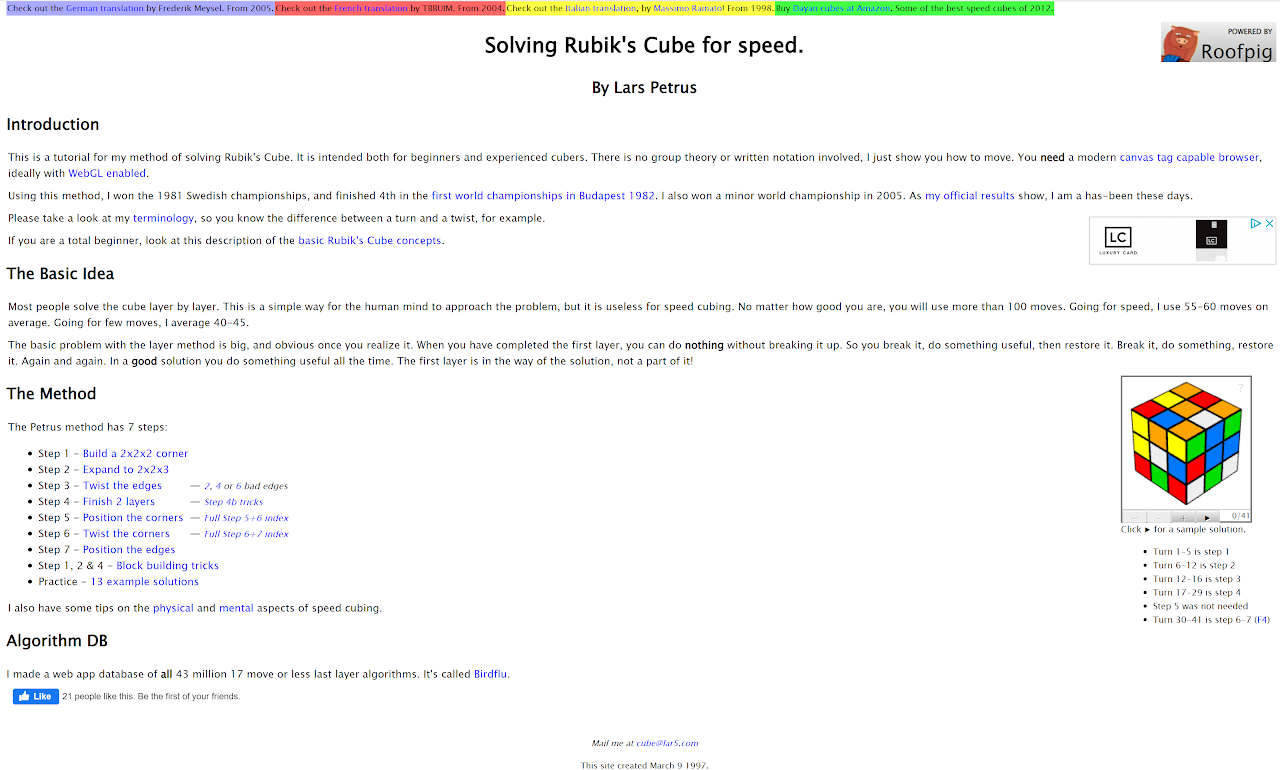 Check out the German translation by Frederik Meysel. From 2005. Check out the French translation by TBBUIM. From 2004. Check out the Italian translation, by Massimo Rainato! From 1998. Buy Dayan cubes at Amazon. Some of the best speed cubes of 2012.
Solving Rubik's Cube for speed.
POWERED BY
Roofpig
By Lars Petrus
Introduction
This is a tutorial for my method of solving Rubik's Cube. It is intended both for beginners and experienced cubers. There is no group theory or written notation involved, I just show you how to move. You need a modern canvas tag capable browser,
ideally with WebGL enabled.
Using this method, I won the 1981 Swedish championships, and finished 4th in the first world championships in Budapest 1982. I also won a minor world championship in 2005. As my official results show, I am a has-been these days.
Please take a look at my terminology, so you know the difference between a turn and a twist, for example.
If you are a total beginner, look at this description of the basic Rubik's Cube concepts.
LC
LUXURY CARD.
LC
The Basic Idea
Most people solve the cube layer by layer. This is a simple way for the human mind to approach the problem, but it is useless for speed cubing. No matter how good you are, you will use more than 100 moves. Going for speed, I use 55-60 moves on
average. Going for few moves, I average 40-45.
The basic problem with the layer method is big, and obvious once you realize it. When you have completed the first layer, you can do nothing without breaking it up. So you break it, do something useful, then restore it. Break it, do something, restore
it. Again and again. In a good solution you do something useful all the time. The first layer is in the way of the solution, not a part of it!
The Method
The Petrus method has 7 steps:
• Step 1 - Build a 2x2x2 corner
• Step 2 - Expand to 2x2x3
• Step 3 - Twist the edges — 2, 4 or 6 bad edges
• Step 4 - Finish 2 layers — Step 4b tricks
• Step 5 - Position the corners — Full Step 5+6 index
• Step 6 - Twist the corners — Full Step 6+7 index
• Step 7 - Position the edges
• Step 1, 2 & 4 - Block building tricks
• Practice - 13 example solutions
I also have some tips on the physical and mental aspects of speed cubing.
?
+ ► 0/41
Click ► for a sample solution.
• Turn 1-5 is step 1
• Turn 6-12 is step 2
• Turn 12-16 is step 3
• Turn 17-29 is step 4
• Step 5 was not needed
• Turn 30-41 is step 6-7 (F4)
Algorithm DB
I made a web app database of all 43 million 17 move or less last layer algorithms. It's called Birdflu.
Like 21 people like this. Be the first of your friends.
Mail me at cube@lar5.com
This site created March 9 1997.